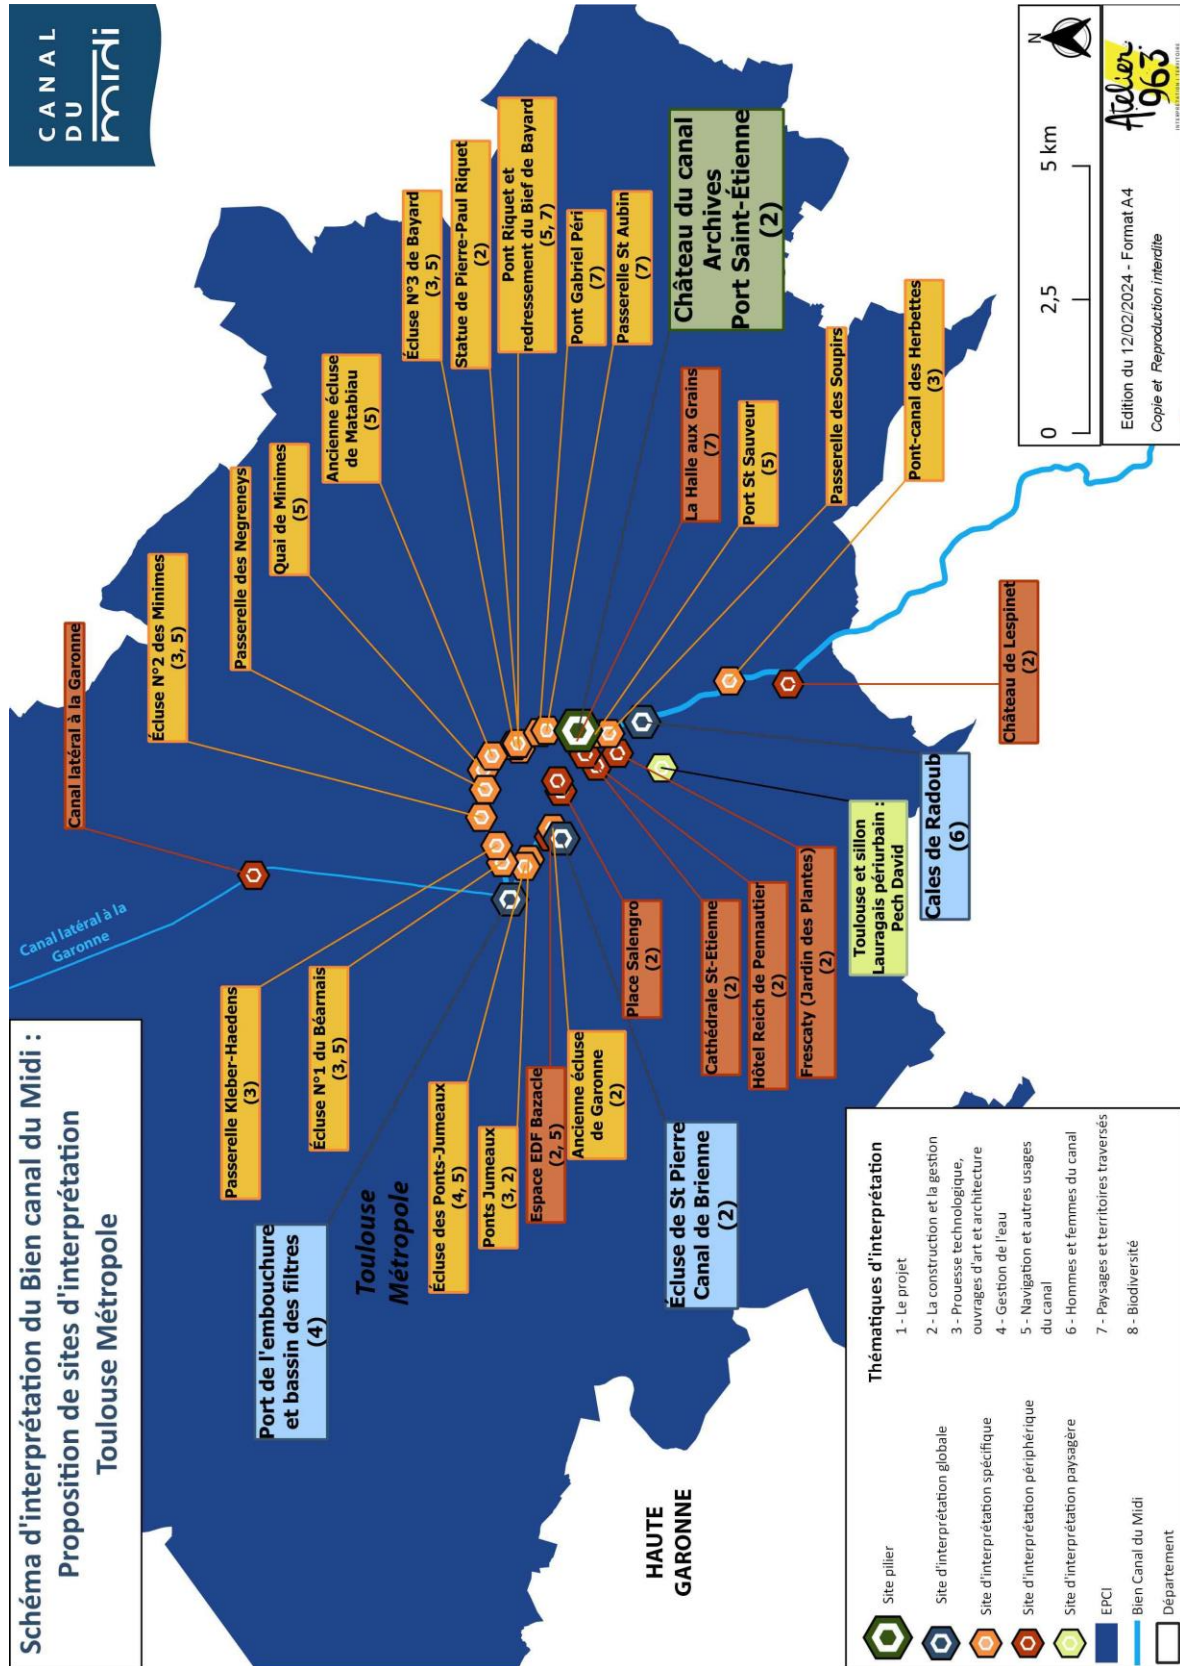 Schéma d'interprétation du Bien canal du Midi :
Proposition de sites d'interprétation
Toulouse Métropole
CANAL
DU
midi
Canal latéral à la Garonne
Canal latéral à la
Garonne
Écluse N°2 des Minimes
(3, 5)
Passerelle des Negreneys
Quai de Minimes
(5)
Ancienne écluse
de Matabiau
(5)
Écluse N°3 de Bayard
(3, 5)
Statue de Pierre-Paul Riquet
(2)
Pont Riquet et
redressement du Bief de Bayard
(5, 7)
Pont Gabriel Péri
(7)
Passerelle St Aubin
(7)
Château du canal
Archives
Port Saint-Étienne
(2)
La Halle aux Grains
(7)
Port St Sauveur
(5)
Passerelle des Soupirs
Pont-canal des Herbettes
(3)
Château de Lespinet
(2)
Passerelle Kleber-Haedens
(3)
Écluse N°1 du Béarnais
(3, 5)
Port de l'embouchure
et bassin des filtres
(4)
Toulouse
Métropole
Écluse des Ponts-Jumeaux
(4, 5)
Ponts Jumeaux
(3, 2)
Espace EDF Bazacle
(2, 5)
Ancienne écluse
de Garonne
(2)
Écluse de St Pierre
Canal de Brienne
(2)
Place Salengro
(2)
Cathédrale St-Etienne
(2)
Hôtel Reich de Pennautier
(2)
Frescaty (Jardin des Plantes)
(2)
Toulouse et sillon
Lauragais périurbain :
Pech David
Cales de Radoub
(6)
HAUTE
GARONNE
Site pilier
Site d'interprétation globale
Site d'interprétation spécifique
Site d'interprétation périphérique
Site d'interprétation paysagère
EPCI
Bien Canal du Midi
Département
Thématiques d'interprétation
1 - Le projet
2 - La construction et la gestion
3 - Prouesse technologique,
ouvrages d'art et architecture
4 - Gestion de l'eau
5 - Navigation et autres usages
du canal
6 - Hommes et femmes du canal
7 - Paysages et territoires traversés
8 - Biodiversité
N
0 2,5 5 km
Edition du 12/02/2024 - Format A4
Copie et Reproduction interdite
Atelier
963
INTERPRÉTATION | TERRITOIRE